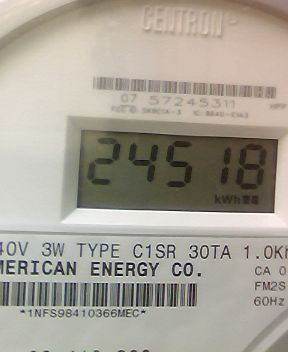 CENTRON
07 57245311
24518
kWh
40V 3W TYPE C1SR 30TA 1.0Kh
MERICAN ENERGY CO.
CA 0
FM2S
60Hz
*1NFS98410366MEC*